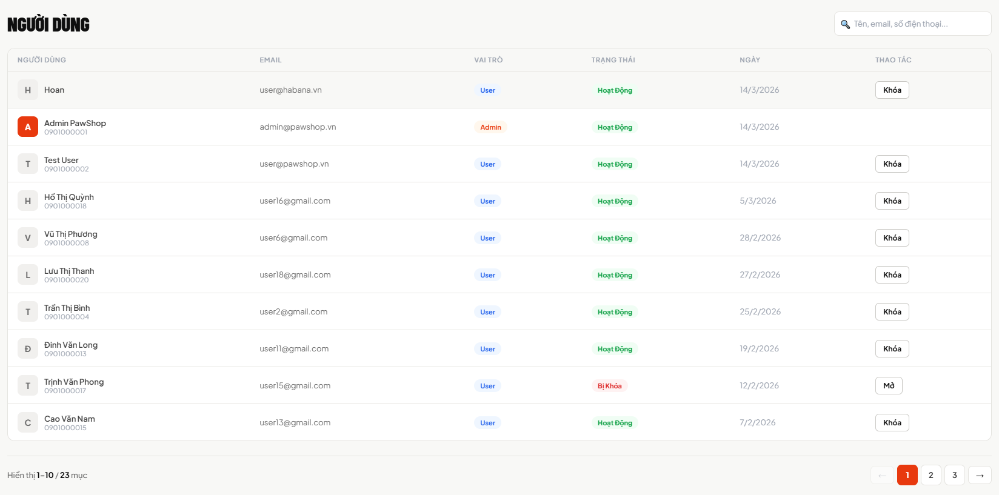 NGƯỜI DÙNG
Tên, email, số điện thoại...
NGƯỜI DÙNG EMAIL VAI TRÒ TRẠNG THÁI NGÀY THAO TÁC
H Hoan user@habana.vn User Hoạt Động 14/3/2026 Khóa
A Admin PawShop admin@pawshop.vn Admin Hoạt Động 14/3/2026
0901000001
T Test User user@pawshop.vn User Hoạt Động 14/3/2026 Khóa
0901000002
H Hồ Thị Quỳnh user16@gmail.com User Hoạt Động 5/3/2026 Khóa
0901000018
V Vũ Thị Phương user6@gmail.com User Hoạt Động 28/2/2026 Khóa
0901000008
L Lưu Thị Thanh user18@gmail.com User Hoạt Động 27/2/2026 Khóa
0901000020
T Trần Thị Bình user2@gmail.com User Hoạt Động 25/2/2026 Khóa
0901000004
Đ Đinh Văn Long user11@gmail.com User Hoạt Động 19/2/2026 Khóa
0901000013
T Trịnh Văn Phong user15@gmail.com User Bị Khóa 12/2/2026 Mở
0901000017
C Cao Văn Nam user13@gmail.com User Hoạt Động 7/2/2026 Khóa
0901000015
Hiển thị 1–10 / 23 mục ← 1 2 3 →